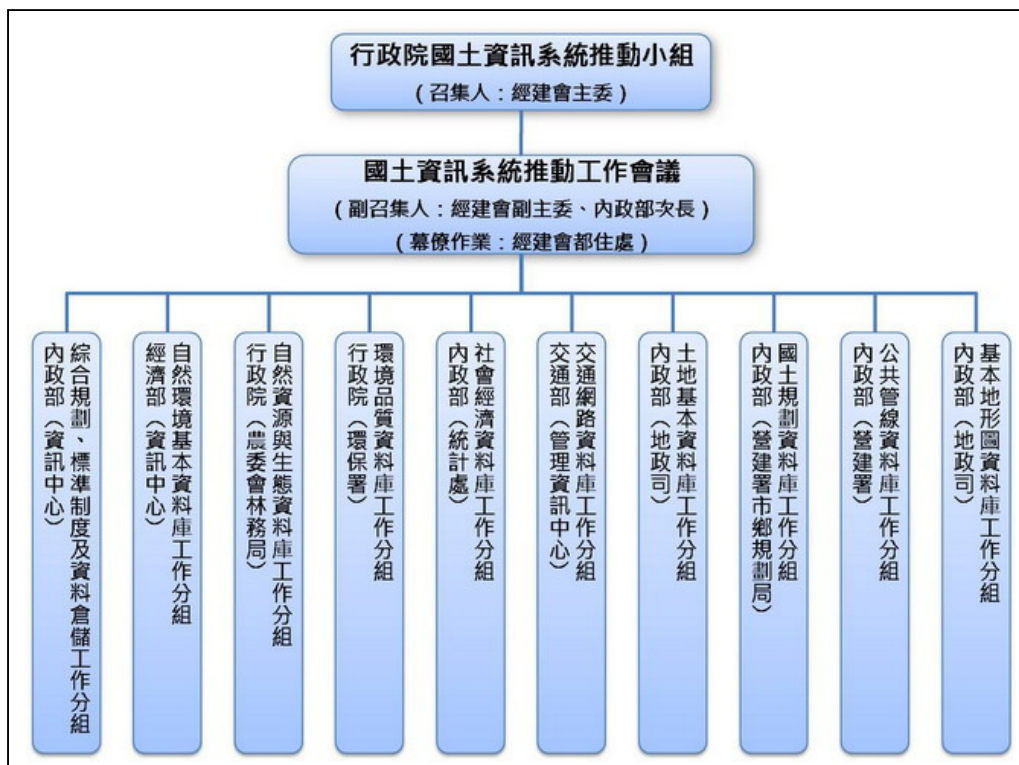 行政院國土資訊系統推動小組
（召集人：經建會主委）
國土資訊系統推動工作會議
（副召集人：經建會副主委、內政部次長）
（幕僚作業：經建會都住處）
綜合規劃、標準制度及資料倉儲工作分組
內政部（資訊中心）
自然環境基本資料庫工作分組
經濟部（資訊中心）
自然資源與生態資料庫工作分組
行政院（農委會林務局）
環境品質資料庫工作分組
行政院（環保署）
社會經濟資料庫工作分組
內政部（統計處）
交通網路資料庫工作分組
交通部（管理資訊中心）
土地基本資料庫工作分組
內政部（地政司）
國土規劃資料庫工作分組
內政部（營建署市鄉規劃局）
公共管線資料庫工作分組
內政部（營建署）
基本地形圖資料庫工作分組
內政部（地政司）